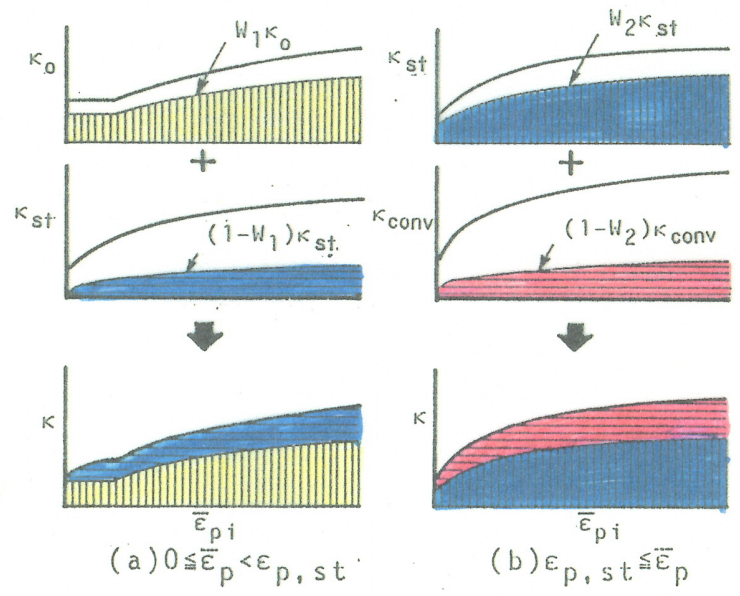 κo
W1κo
+
κst
(1-W1)κst
κ
ε̅pi
(a)0≦ε̅p<εp,st
κst
W2κst
+
κconv
(1-W2)κconv
κ
ε̅pi
(b)εp,st≦ε̅p